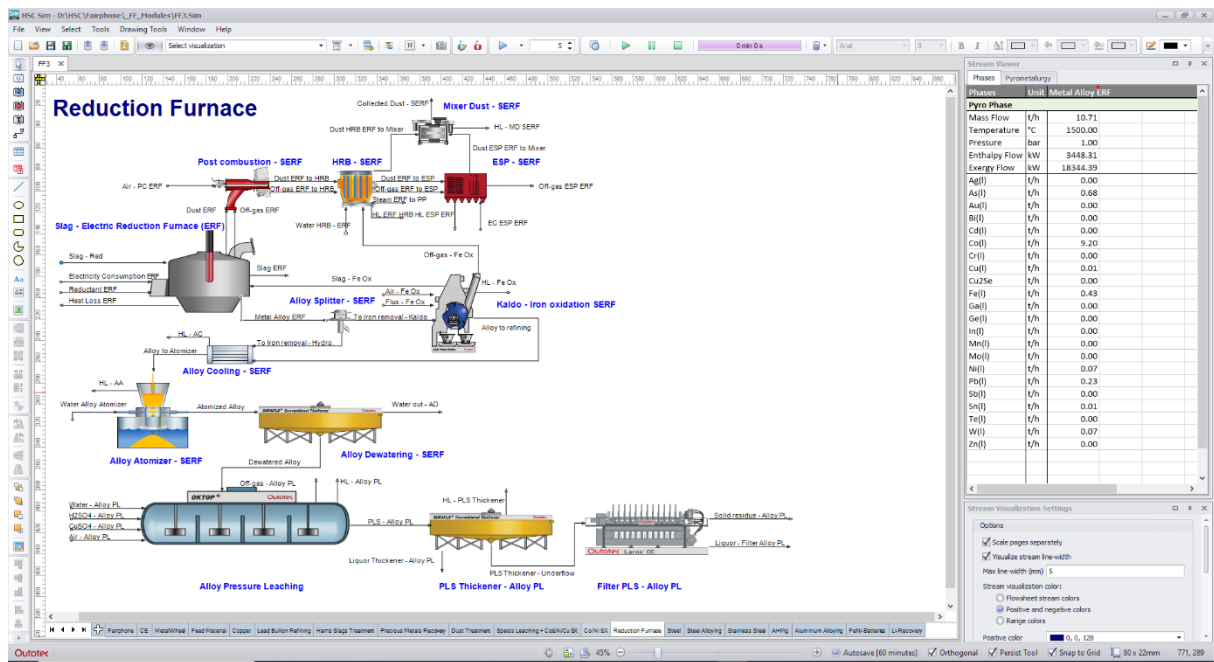 HSC Sim - D:\HSC\Fairphone\_FF_Modules\FF3.Sim
File View Select Tools Drawing Tools Window Help
Select visualization 5 0 min 0 s Arial 8 B I
FF3
Reduction Furnace
Collected Dust - SERF
Mixer Dust - SERF
Dust HRB ERF to Mixer
HL - MD SERF
Dust ESP ERF to Mixer
Post combustion - SERF
HRB - SERF
ESP - SERF
Air - PC ERF
Dust ERF to HRB
Off-gas ERF to HRB
Dust ERF to ESP
Off-gas ERF to ESP
Steam ERF to PP
Off-gas ESP ERF
Dust ERF
Off-gas ERF
HL ERF HRB
HL ESP ERF
Water HRB - ERF
EC ESP ERF
Slag - Electric Reduction Furnace (ERF)
Off-gas - Fe Ox
Slag - Red
Slag ERF
Electricity Consumption ERF
Slag - Fe Ox
HL - Fe Ox
Reductant ERF
Air - Fe Ox
Heat Loss ERF
Alloy Splitter - SERF
Flux - Fe Ox
Kaldo - Iron oxidation SERF
Metal Alloy ERF
To Iron removal - Kaldo
Alloy to refining
HL - AC
To Iron removal - Hydro.
Alloy to Atomizer
Alloy Cooling - SERF
HL - AA
Water Alloy Atomizer
Atomized Alloy
Water out - AD
Alloy Atomizer - SERF
Alloy Dewatering - SERF
Dewatered Alloy
Off-gas - Alloy PL
HL - Alloy PL
OKTOP®
Outotec
Water - Alloy PL
H2SO4 - Alloy PL
CuSO4 - Alloy PL
Air - Alloy PL
PLS - Alloy PL
HL - PLS Thickener
Solid residue - Alloy PL
Outotec Larox CC
Liquor - Filter Alloy PL
Liquor Thickener - Alloy PL
PLS Thickener - Underflow
Alloy Pressure Leaching
PLS Thickener - Alloy PL
Filter PLS - Alloy PL
Fairphone CE MetalWheel Feed Material Copper Lead Bullion Refining Harris Slags Treatment Precious Metals Recovey Dust Treatment Speiss Leaching + CoSNi/Cu SX Co/Ni SX Reduction Furnace Steel Steel Alloying Stainless Steel Al+Mg Aluminium Alloying FeNi-Batteries Li-Recovery
Stream Viewer
Phases Pyrometalurgy
Phases Unit Metal Alloy ERF
Pyro Phase
Mass Flow t/h 10.71
Temperature °C 1500.00
Pressure bar 1.00
Enthalpy Flow kW 3448.31
Exergy Flow kW 18344.39
Ag(l) t/h 0.00
As(l) t/h 0.68
Au(l) t/h 0.00
Bi(l) t/h 0.00
Cd(l) t/h 0.00
Co(l) t/h 9.20
Cr(l) t/h 0.00
Cu(l) t/h 0.01
Cu2Se t/h 0.00
Fe(l) t/h 0.43
Ga(l) t/h 0.00
Ge(l) t/h 0.00
In(l) t/h 0.00
Mn(l) t/h 0.00
Mo(l) t/h 0.00
Ni(l) t/h 0.07
Pb(l) t/h 0.23
Sb(l) t/h 0.00
Sn(l) t/h 0.01
Te(l) t/h 0.00
W(l) t/h 0.07
Zn(l) t/h 0.00
Stream Visualization Settings
Options
Scale pages separately
Visualize stream line-width
Max line-width (mm) 5
Stream visualization color:
Flowsheet stream colors
Positive and negative colors
Range colors
Positive color 0, 0, 128
Outotec 45% Autosave [60 minutes] Orthogonal Persist Tool Snap to Grid 80 x 22mm 771, 289